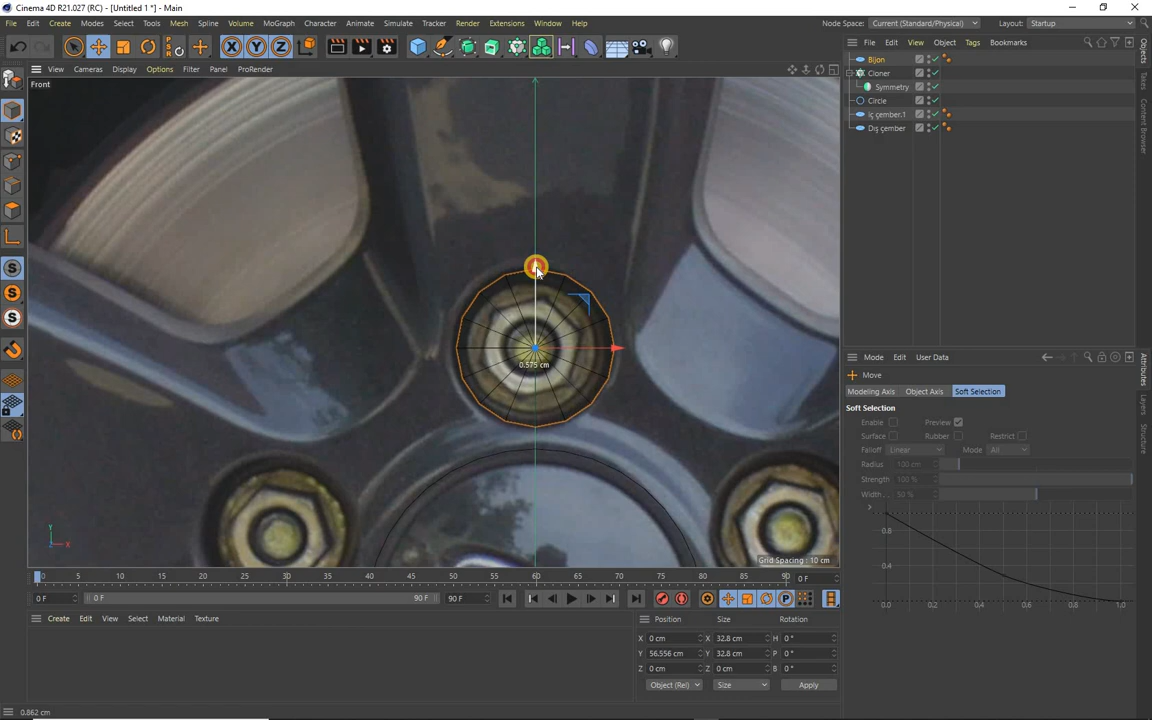 Cinema 4D R21.027 (RC) - [Untitled 1 *] - Main
File Edit Create Modes Select Tools Mesh Spline Volume MoGraph Character Animate Simulate Tracker Render Extensions Window Help
Node Space: Current (Standard/Physical) Layout: Startup
View Cameras Display Options Filter Panel ProRender
Front
0.575 cm
Grid Spacing : 10 cm
Y
X
File Edit View Object Tags Bookmarks
Bijon
Cloner
Symmetry
Circle
iç çember.1
Dış çember
Objects
Takes
Content Browser
Mode Edit User Data
Move
Modeling Axis Object Axis Soft Selection
Soft Selection
Enable Preview
Surface Rubber Restrict
Falloff Linear Mode All
Radius 100 cm
Strength 100 %
Width . . 50 %
0.8
0.4
0.0 0.2 0.4 0.6 0.8 1.0
Attributes
Layers
Structure
0 5 10 15 20 25 30 35 40 45 50 55 60 65 70 75 80 85 90 0 F
0 F 0 F 90 F 90 F
Create Edit View Select Material Texture
Position Size Rotation
X 0 cm X 32.8 cm H 0 °
Y 56.556 cm Y 32.8 cm P 0 °
Z 0 cm Z 0 cm B 0 °
Object (Rel) Size Apply
0.862 cm